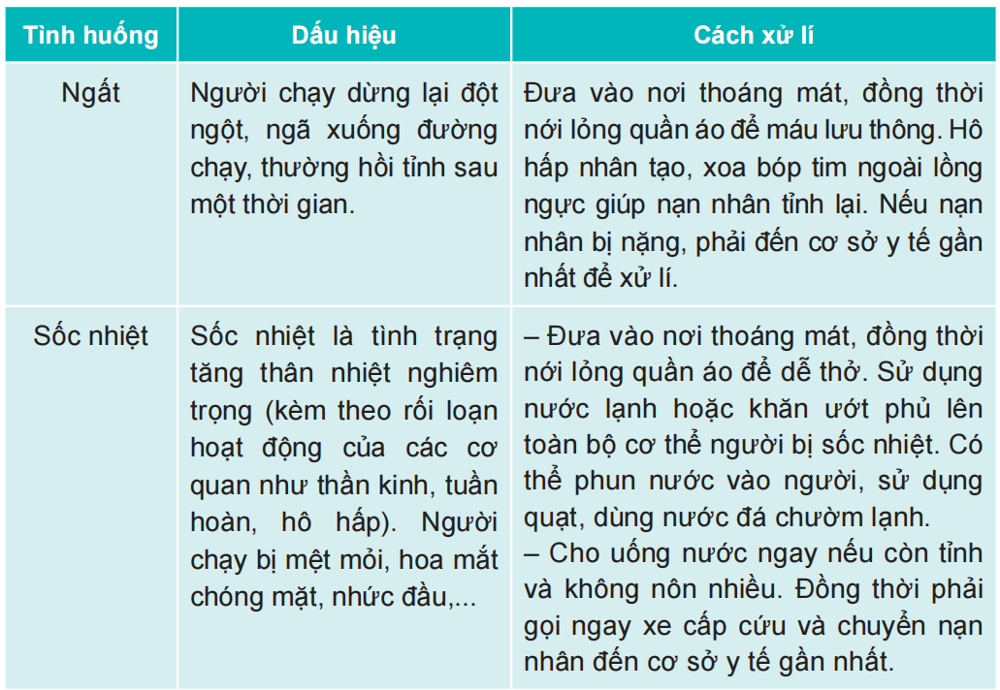 Tình huống
Dấu hiệu
Cách xử lí
Ngất
Người chạy dừng lại đột
ngột, ngã xuống đường
chạy, thường hồi tỉnh sau
một thời gian.
Đưa vào nơi thoáng mát, đồng thời
nới lỏng quần áo để máu lưu thông. Hô
hấp nhân tạo, xoa bóp tim ngoài lồng
ngực giúp nạn nhân tỉnh lại. Nếu nạn
nhân bị nặng, phải đến cơ sở y tế gần
nhất để xử lí.
Sốc nhiệt
Sốc nhiệt là tình trạng
tăng thân nhiệt nghiêm
trọng (kèm theo rối loạn
hoạt động của các cơ
quan như thần kinh, tuần
hoàn, hô hấp). Người
chạy bị mệt mỏi, hoa mắt
chóng mặt, nhức đầu,...
– Đưa vào nơi thoáng mát, đồng thời
nới lỏng quần áo để dễ thở. Sử dụng
nước lạnh hoặc khăn ướt phủ lên
toàn bộ cơ thể người bị sốc nhiệt. Có
thể phun nước vào người, sử dụng
quạt, dùng nước đá chườm lạnh.
– Cho uống nước ngay nếu còn tỉnh
và không nôn nhiều. Đồng thời phải
gọi ngay xe cấp cứu và chuyển nạn
nhân đến cơ sở y tế gần nhất.